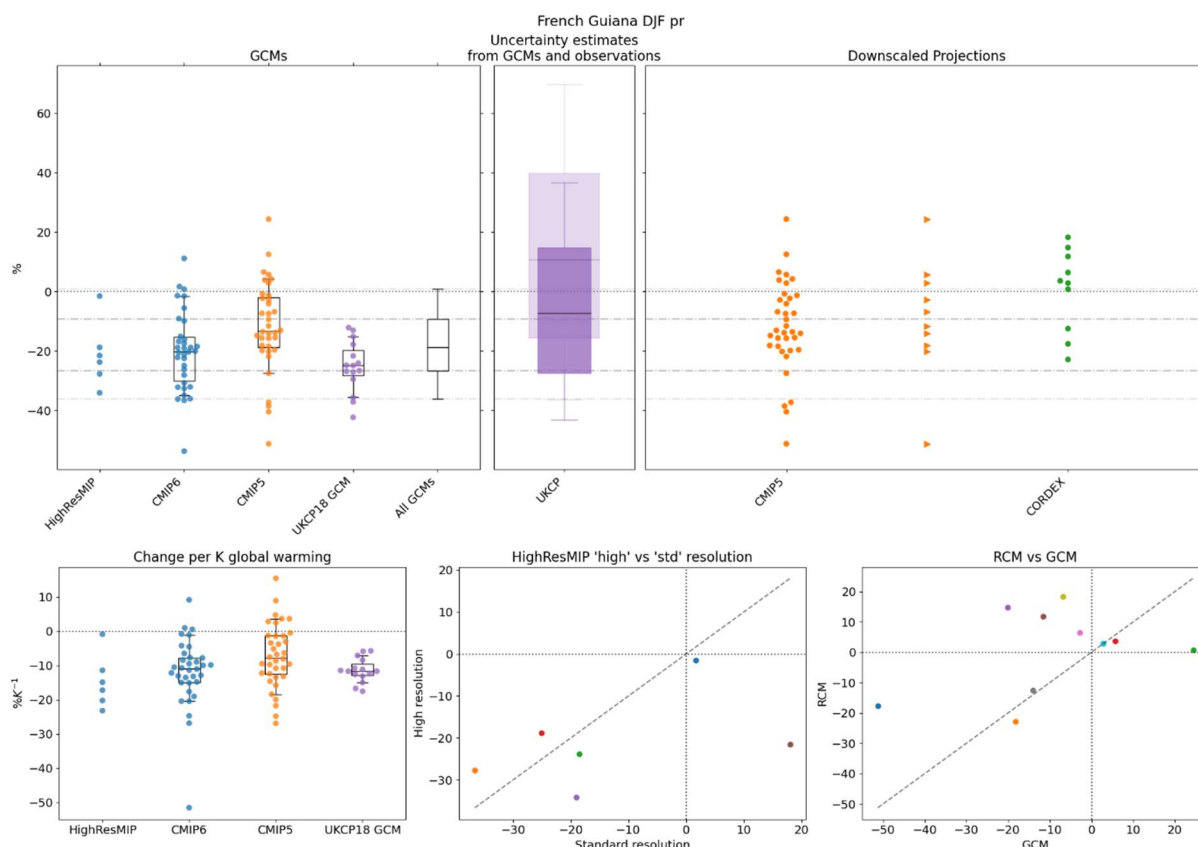 French Guiana DJF pr
GCMs
Uncertainty estimates
from GCMs and observations
Downscaled Projections
%
60
40
20
0
−20
−40
HighResMIP
CMIP6
CMIP5
UKCP18 GCM
All GCMs
UKCP
CMIP5
CORDEX
Change per K global warming
%K⁻¹
10
0
−10
−20
−30
−40
−50
HighResMIP
CMIP6
CMIP5
UKCP18 GCM
HighResMIP 'high' vs 'std' resolution
High resolution
20
10
0
−10
−20
−30
−30
−20
−10
0
10
20
Standard resolution
RCM vs GCM
RCM
20
10
0
−10
−20
−30
−40
−50
−50
−40
−30
−20
−10
0
10
20
GCM